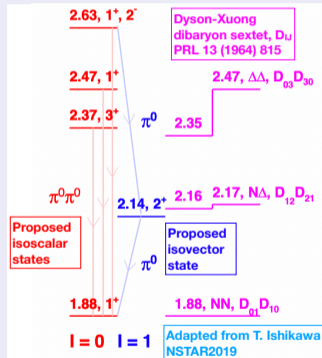 2.63, 1⁺, 2⁻
Dyson-Xuong
dibaryon sextet, D_IJ
PRL 13 (1964) 815
2.47, 1⁺
2.47, ΔΔ, D₀₃D₃₀
2.37, 3⁺
π⁰
2.35
π⁰π⁰
2.14, 2⁺
2.16
2.17, NΔ, D₁₂D₂₁
Proposed
isoscalar
states
Proposed
isovector
state
π⁰
1.88, 1⁺
1.88, NN, D₀₁D₁₀
I = 0
I = 1
Adapted from T. Ishikawa
NSTAR2019